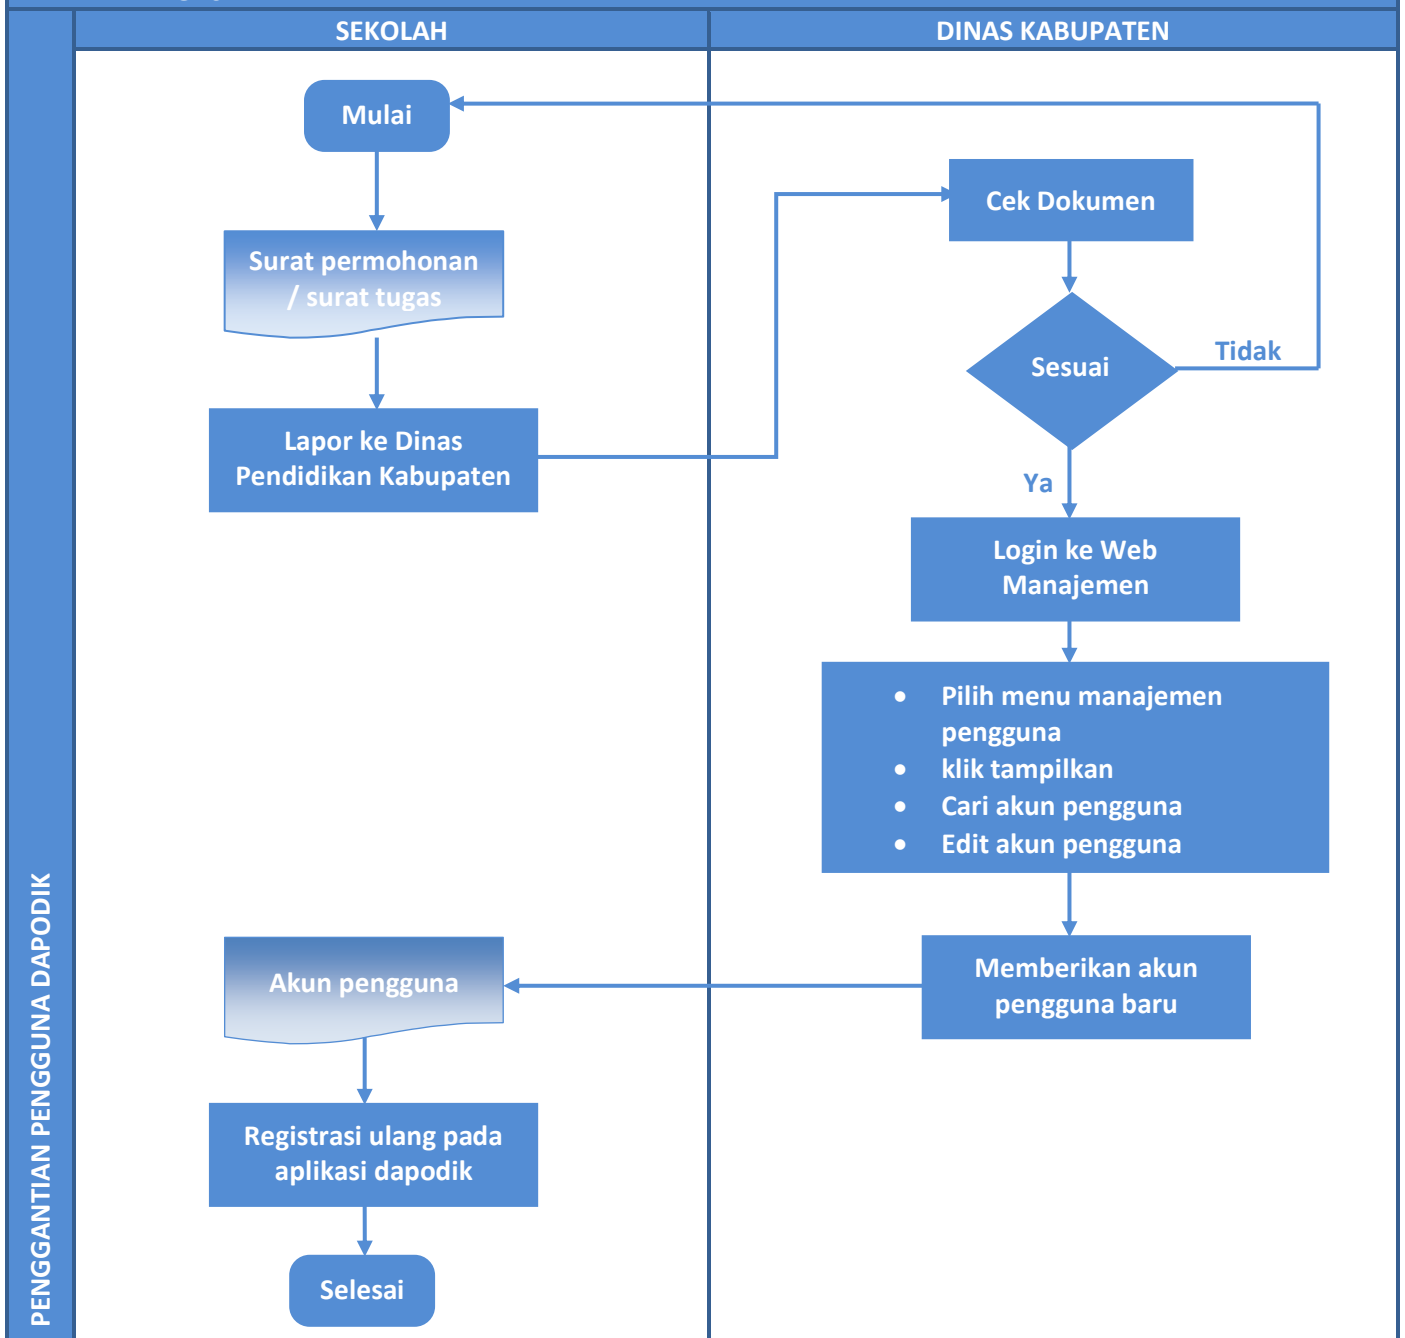 SEKOLAH
DINAS KABUPATEN
Mulai
Surat permohonan
/ surat tugas
Lapor ke Dinas
Pendidikan Kabupaten
Cek Dokumen
Sesuai
Tidak
Ya
Login ke Web
Manajemen
• Pilih menu manajemen
pengguna
• klik tampilkan
• Cari akun pengguna
• Edit akun pengguna
Memberikan akun
pengguna baru
Akun pengguna
Registrasi ulang pada
aplikasi dapodik
Selesai
PENGGANTIAN PENGGUNA DAPODIK